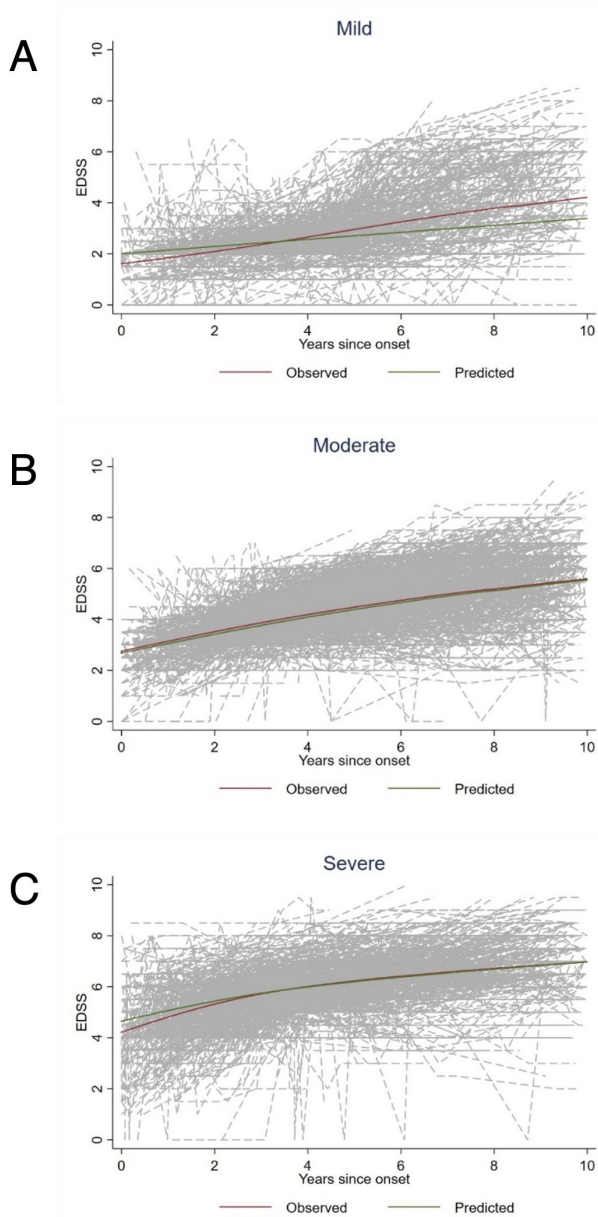 A
Mild
10
8
6
4
2
0
EDSS
0 2 4 6 8 10
Years since onset
Observed Predicted
B
Moderate
10
8
6
4
2
0
EDSS
0 2 4 6 8 10
Years since onset
Observed Predicted
C
Severe
10
8
6
4
2
0
EDSS
0 2 4 6 8 10
Years since onset
Observed Predicted